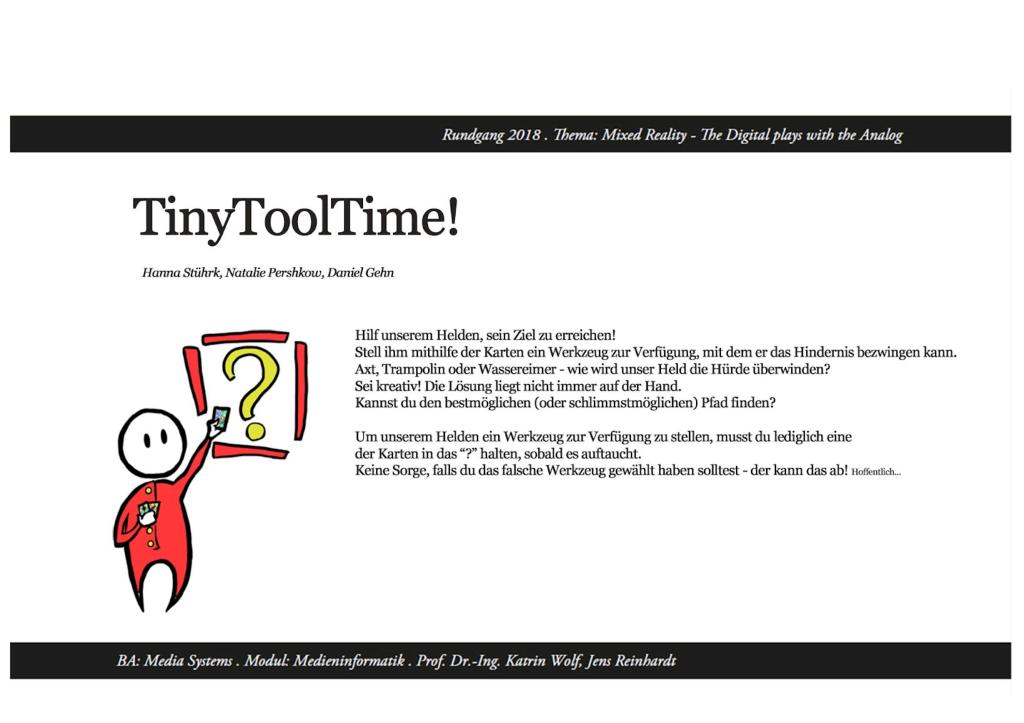 Rundgang 2018 . Thema: Mixed Reality - The Digital plays with the Analog
TinyToolTime!
Hanna Stührk, Natalie Pershkow, Daniel Gehn
?
Hilf unserem Helden, sein Ziel zu erreichen!
Stell ihm mithilfe der Karten ein Werkzeug zur Verfügung, mit dem er das Hindernis bezwingen kann.
Axt, Trampolin oder Wassereimer - wie wird unser Held die Hürde überwinden?
Sei kreativ! Die Lösung liegt nicht immer auf der Hand.
Kannst du den bestmöglichen (oder schlimmstmöglichen) Pfad finden?
Um unserem Helden ein Werkzeug zur Verfügung zu stellen, musst du lediglich eine
der Karten in das “?” halten, sobald es auftaucht.
Keine Sorge, falls du das falsche Werkzeug gewählt haben solltest - der kann das ab! Hoffentlich...
BA: Media Systems . Modul: Medieninformatik . Prof. Dr.-Ing. Katrin Wolf, Jens Reinhardt